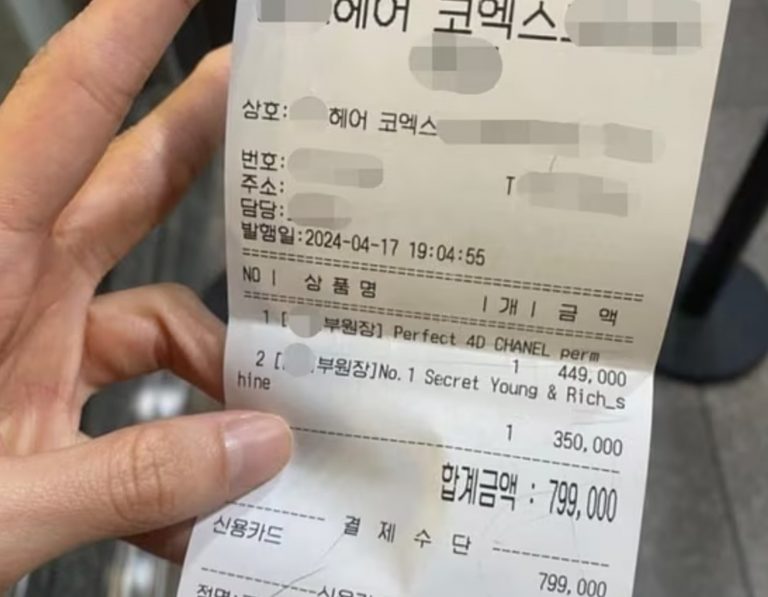 헤어 코엑스
상호: 헤어 코엑스
번호:
주소: T
담당:
발행일:2024-04-17 19:04:55
NO | 상 품 명 | 개 | 금 액
1 [ 부원장] Perfect 4D CHANEL perm
1 449,000
2 [ 부원장]No.1 Secret Young & Rich_s
hine
1 350,000
합계금액 : 799,000
결 제 수 단
신용카드 799,000